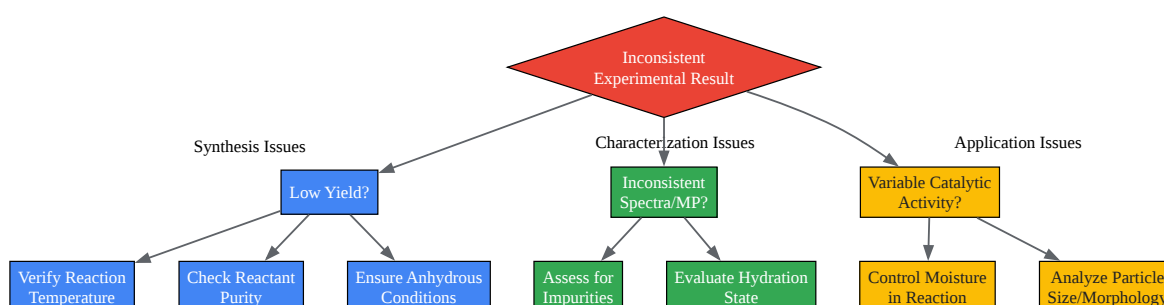 Inconsistent
Experimental Result
Synthesis Issues
Characterization Issues
Application Issues
Low Yield?
Inconsistent
Spectra/MP?
Variable Catalytic
Activity?
Verify Reaction
Temperature
Check Reactant
Purity
Ensure Anhydrous
Conditions
Assess for
Impurities
Evaluate Hydration
State
Control Moisture
in Reaction
Analyze Particle
Size/Morphology